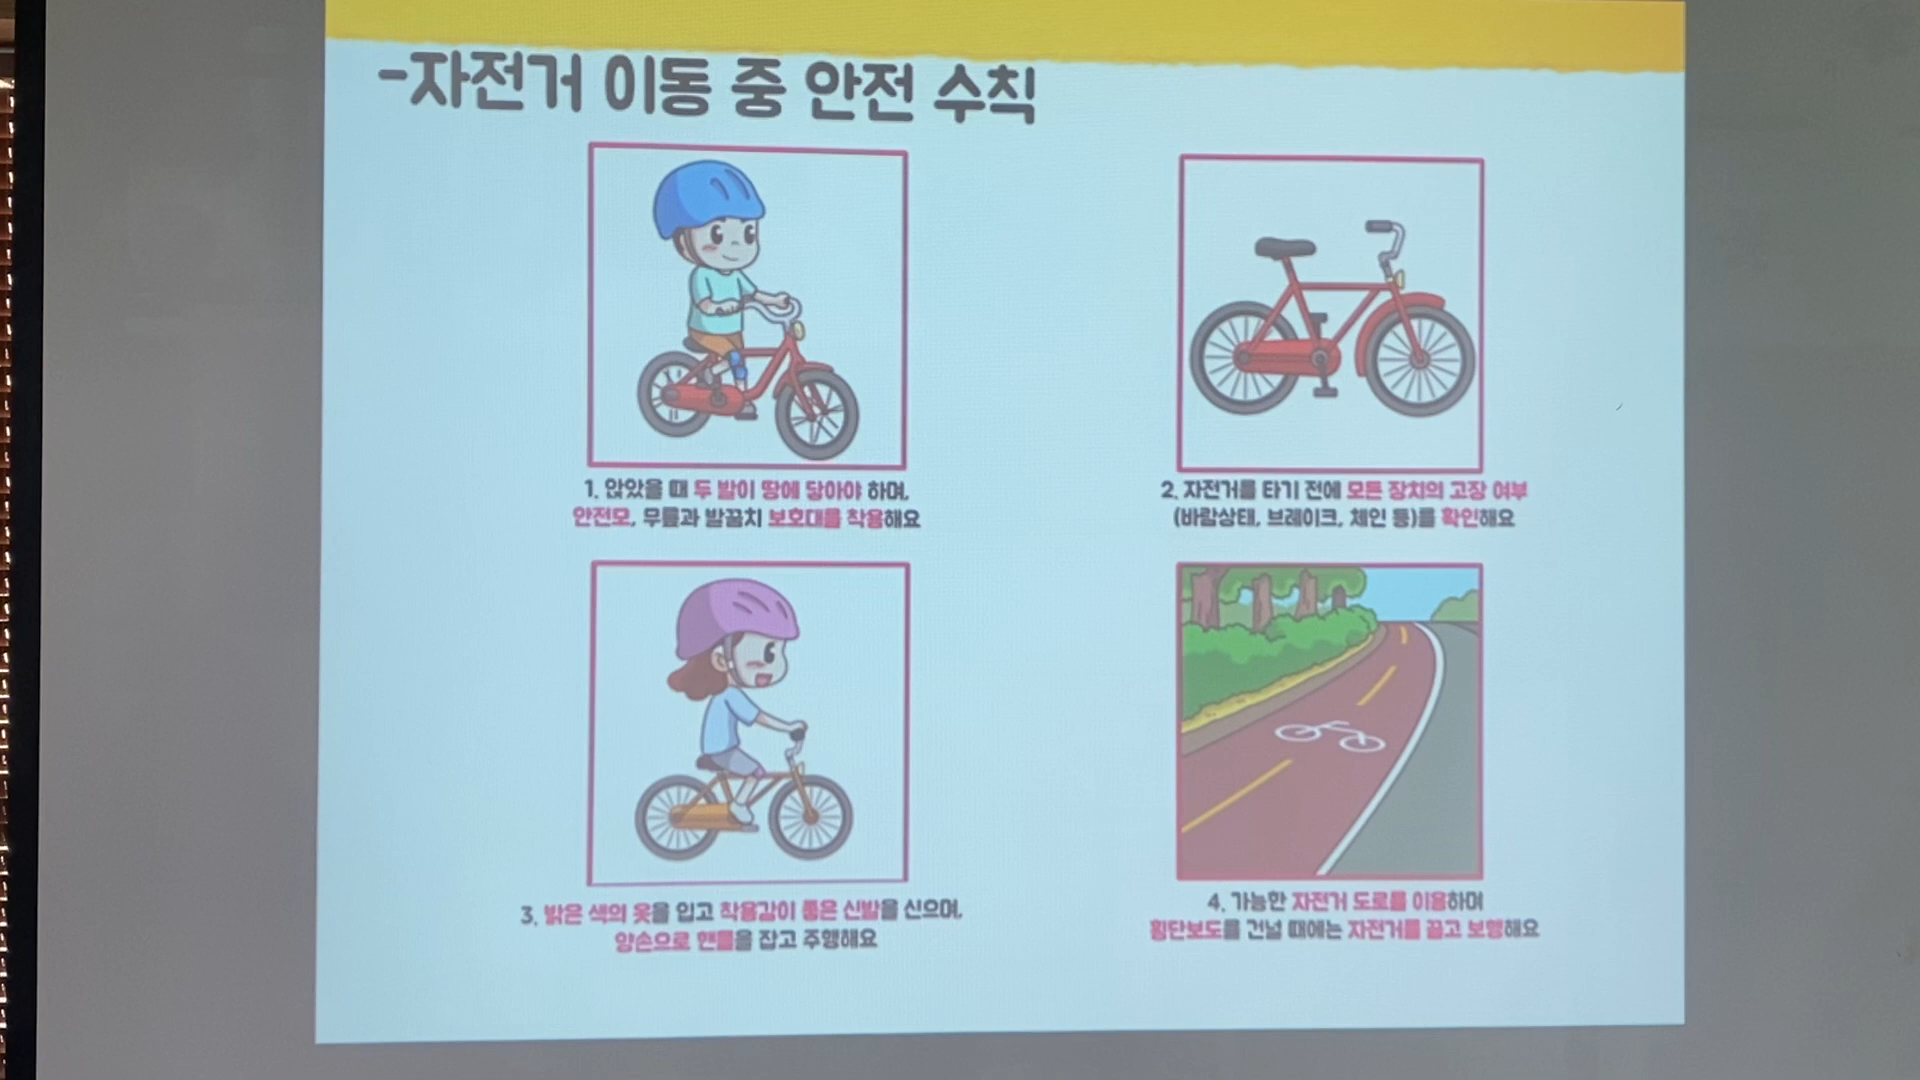 -자전거 이동 중 안전 수칙
1. 앉았을 때 두 발이 땅에 닿아야 하며,
안전모, 무릎과 발꿈치 보호대를 착용해요
2. 자전거를 타기 전에 모든 장치의 고장 여부
(바람상태, 브레이크, 체인 등)를 확인해요
3. 밝은 색의 옷을 입고 착용감이 좋은 신발을 신으며,
양손으로 핸들을 잡고 주행해요
4. 가능한 자전거 도로를 이용하며
횡단보도를 건널 때에는 자전거를 끌고 보행해요